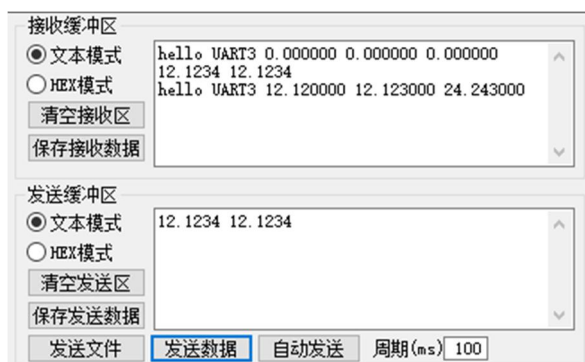 接收缓冲区
文本模式
HEX模式
清空接收区
保存接收数据
hello UART3 0.000000 0.000000 0.000000
12.1234 12.1234
hello UART3 12.120000 12.123000 24.243000
发送缓冲区
文本模式
HEX模式
清空发送区
保存发送数据
12.1234 12.1234
发送文件 发送数据 自动发送 周期(ms) 100